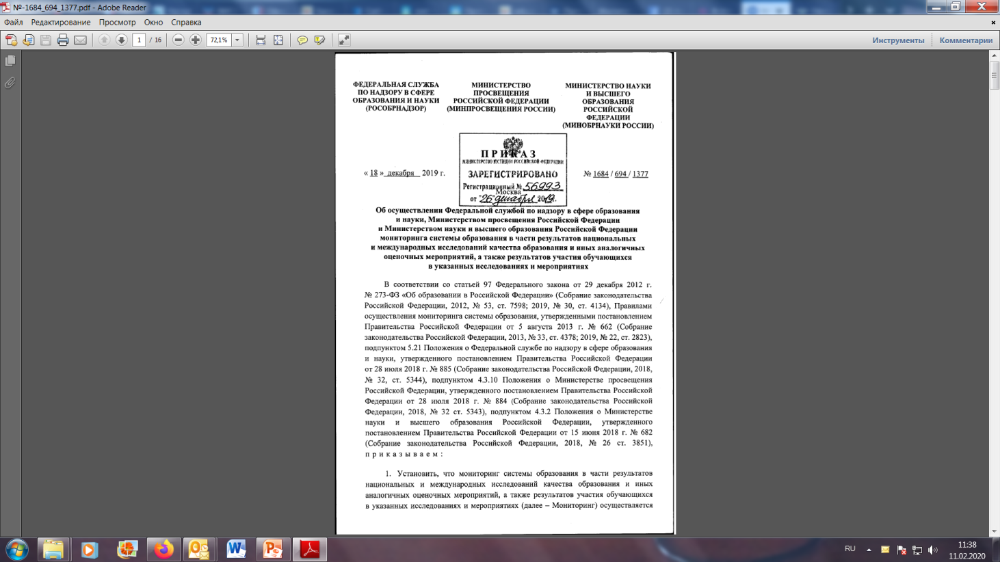 №-1684_694_1377.pdf - Adobe Reader
Файл Редактирование Просмотр Окно Справка
1 / 16 72,1%
Инструменты Комментарии
ФЕДЕРАЛЬНАЯ СЛУЖБА
ПО НАДЗОРУ В СФЕРЕ
ОБРАЗОВАНИЯ И НАУКИ
(РОСОБРНАДЗОР)
МИНИСТЕРСТВО
ПРОСВЕЩЕНИЯ
РОССИЙСКОЙ ФЕДЕРАЦИИ
(МИНПРОСВЕЩЕНИЯ РОССИИ)
МИНИСТЕРСТВО НАУКИ
И ВЫСШЕГО
ОБРАЗОВАНИЯ
РОССИЙСКОЙ
ФЕДЕРАЦИИ
(МИНОБРНАУКИ РОССИИ)
ПРИКАЗ
МИНИСТЕРСТВО ЮСТИЦИИ РОССИЙСКОЙ ФЕДЕРАЦИИ
ЗАРЕГИСТРИРОВАНО
Регистрационный № 56993
Москва
от "26" декабря 2019г.
« 18 » декабря 2019 г.
№ 1684 / 694 / 1377
Об осуществлении Федеральной службой по надзору в сфере образования
и науки, Министерством просвещения Российской Федерации
и Министерством науки и высшего образования Российской Федерации
мониторинга системы образования в части результатов национальных
и международных исследований качества образования и иных аналогичных
оценочных мероприятий, а также результатов участия обучающихся
в указанных исследованиях и мероприятиях
В соответствии со статьей 97 Федерального закона от 29 декабря 2012 г.
№ 273-ФЗ «Об образовании в Российской Федерации» (Собрание законодательства
Российской Федерации, 2012, № 53, ст. 7598; 2019, № 30, ст. 4134), Правилами
осуществления мониторинга системы образования, утвержденными постановлением
Правительства Российской Федерации от 5 августа 2013 г. № 662 (Собрание
законодательства Российской Федерации, 2013, № 33, ст. 4378; 2019, № 22, ст. 2823),
подпунктом 5.21 Положения о Федеральной службе по надзору в сфере образования
и науки, утвержденного постановлением Правительства Российской Федерации
от 28 июля 2018 г. № 885 (Собрание законодательства Российской Федерации, 2018,
№ 32, ст. 5344), подпунктом 4.3.10 Положения о Министерстве просвещения
Российской Федерации, утвержденного постановлением Правительства Российской
Федерации от 28 июля 2018 г. № 884 (Собрание законодательства Российской
Федерации, 2018, № 32 ст. 5343), подпунктом 4.3.2 Положения о Министерстве
науки и высшего образования Российской Федерации, утвержденного
постановлением Правительства Российской Федерации от 15 июня 2018 г. № 682
(Собрание законодательства Российской Федерации, 2018, № 26 ст. 3851),
п р и к а з ы в а е м :
1. Установить, что мониторинг системы образования в части результатов
национальных и международных исследований качества образования и иных
аналогичных оценочных мероприятий, а также результатов участия обучающихся
в указанных исследованиях и мероприятиях (далее – Мониторинг) осуществляется
RU
11:38
11.02.2020